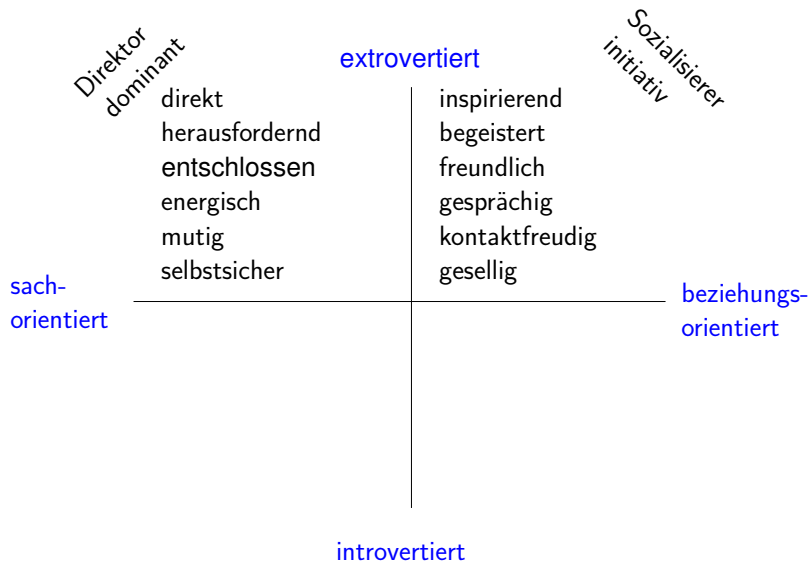 Direktor
dominant
extrovertiert
Sozialisierer
initiativ
direkt
herausfordernd
entschlossen
energisch
mutig
selbstsicher
inspirierend
begeistert
freundlich
gesprächig
kontaktfreudig
gesellig
sach-
orientiert
beziehungs-
orientiert
introvertiert